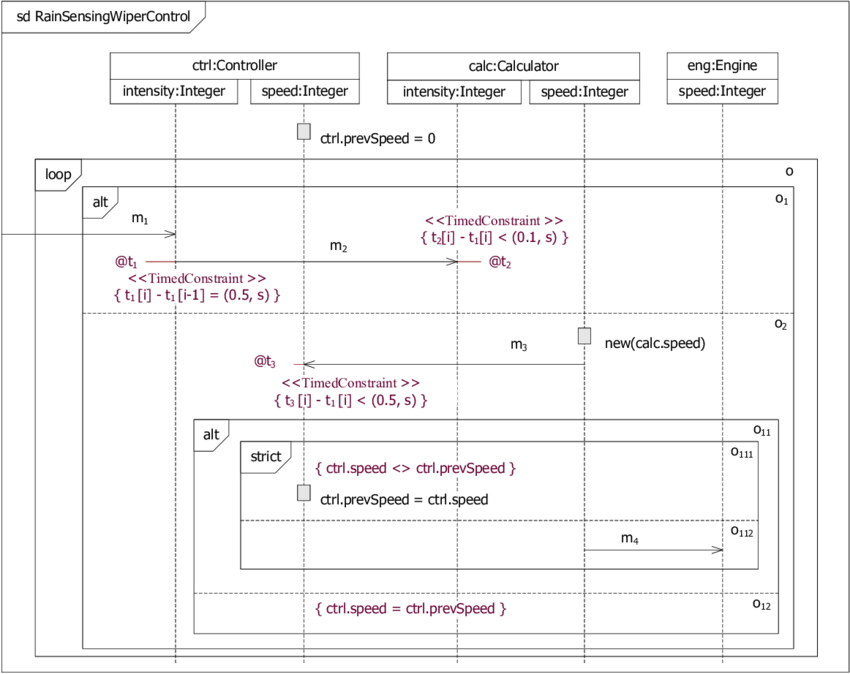 sd RainSensingWiperControl
ctrl:Controller
calc:Calculator
eng:Engine
intensity:Integer
speed:Integer
intensity:Integer
speed:Integer
speed:Integer
ctrl.prevSpeed = 0
loop
o
alt
o₁
m₁
<<TimedConstraint >>
{ t₂[i] - t₁[i] < (0.1, s) }
m₂
@t₁
@t₂
<<TimedConstraint >>
{ t₁[i] - t₁[i-1] = (0.5, s) }
o₂
m₃
new(calc.speed)
@t₃
<<TimedConstraint >>
{ t₃[i] - t₁[i] < (0.5, s) }
alt
o₁₁
strict
o₁₁₁
{ ctrl.speed <> ctrl.prevSpeed }
ctrl.prevSpeed = ctrl.speed
o₁₁₂
m₄
{ ctrl.speed = ctrl.prevSpeed }
o₁₂